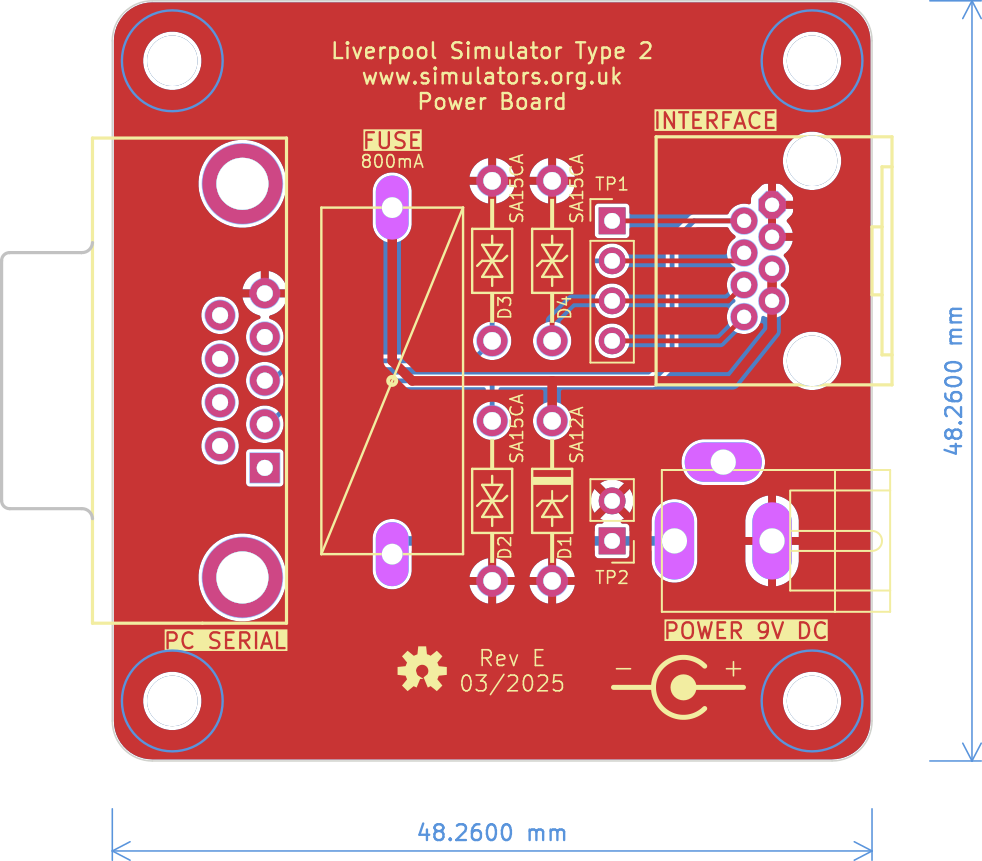 Liverpool Simulator Type 2
www.simulators.org.uk
Power Board
INTERFACE
FUSE
800mA
SA15CA
SA15CA
TP1
D3
D4
SA15CA
SA12A
D2
D1
TP2
PC SERIAL
POWER 9V DC
Rev E
03/2025
- +
48.2600 mm
48.2600 mm